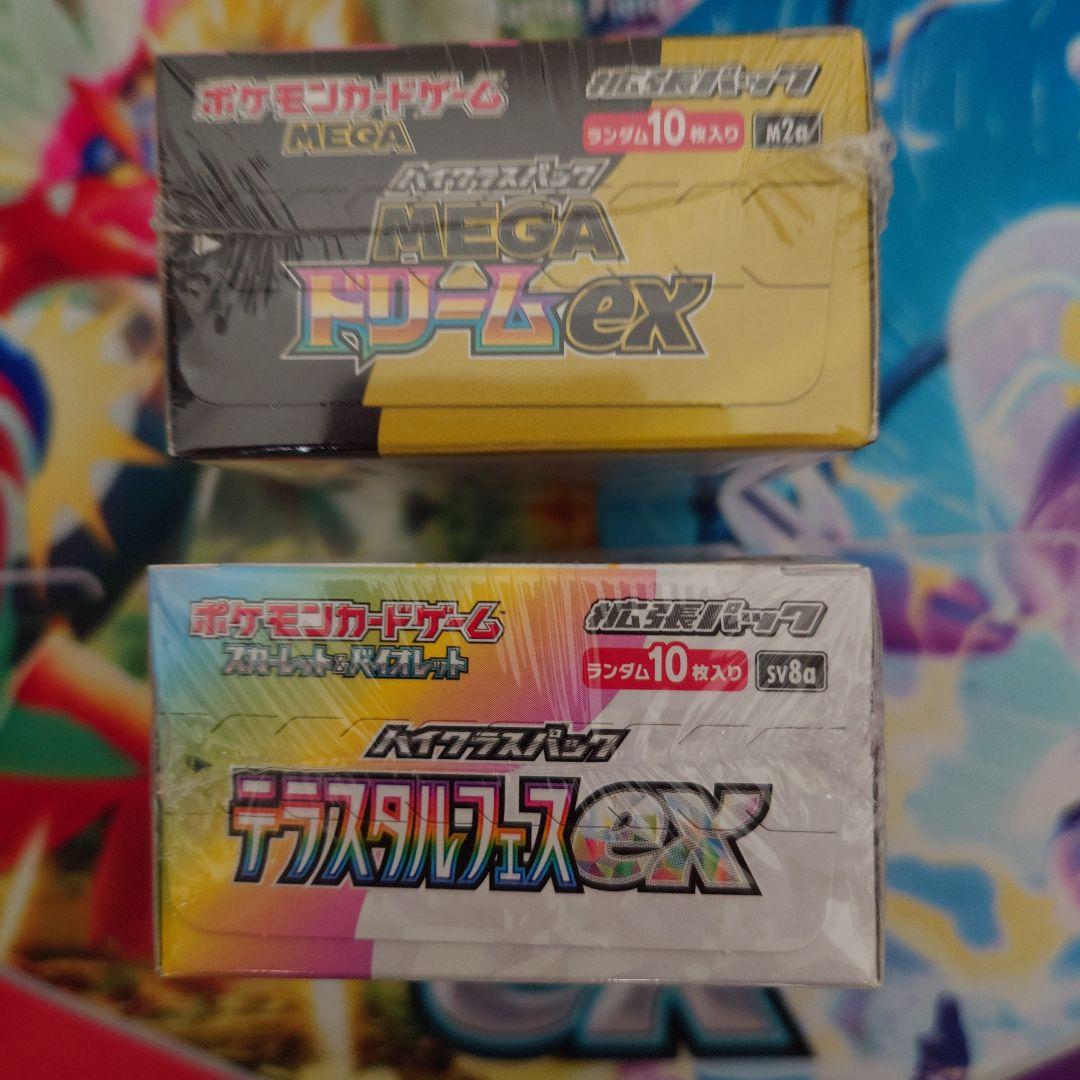 ポケモンカードゲーム
MEGA
拡張パック
ランダム10枚入り
M2a
ハイクラスパック
MEGA
ドリームex
ポケモンカードゲーム
スカーレット&バイオレット
拡張パック
ランダム10枚入り
SV8a
ハイクラスパック
テラスタルフェスex
ex